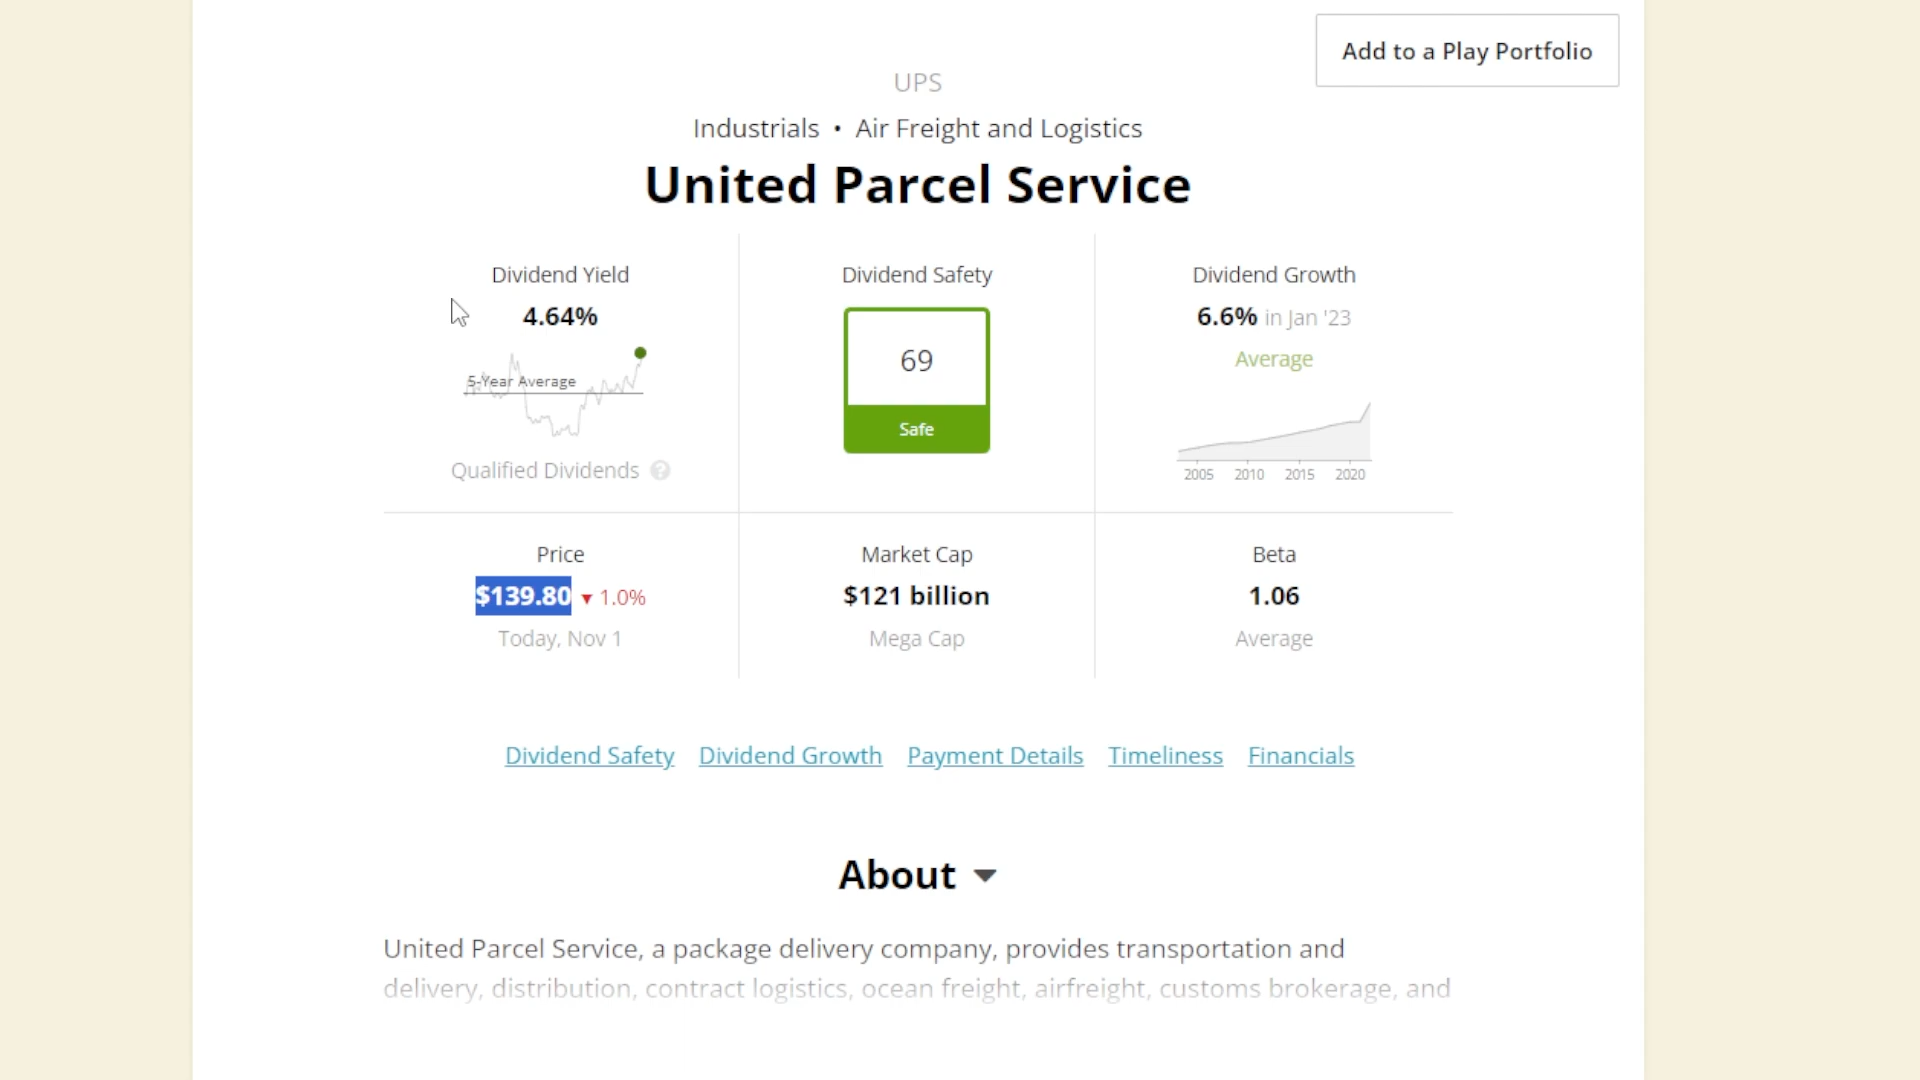 Add to a Play Portfolio
UPS
Industrials • Air Freight and Logistics
United Parcel Service
Dividend Yield
4.64%
5-Year Average
Qualified Dividends ?
Dividend Safety
69
Safe
Dividend Growth
6.6% in Jan '23
Average
2005 2010 2015 2020
Price
$139.80 ▼ 1.0%
Today, Nov 1
Market Cap
$121 billion
Mega Cap
Beta
1.06
Average
Dividend Safety Dividend Growth Payment Details Timeliness Financials
About
United Parcel Service, a package delivery company, provides transportation and
delivery, distribution, contract logistics, ocean freight, airfreight, customs brokerage, and